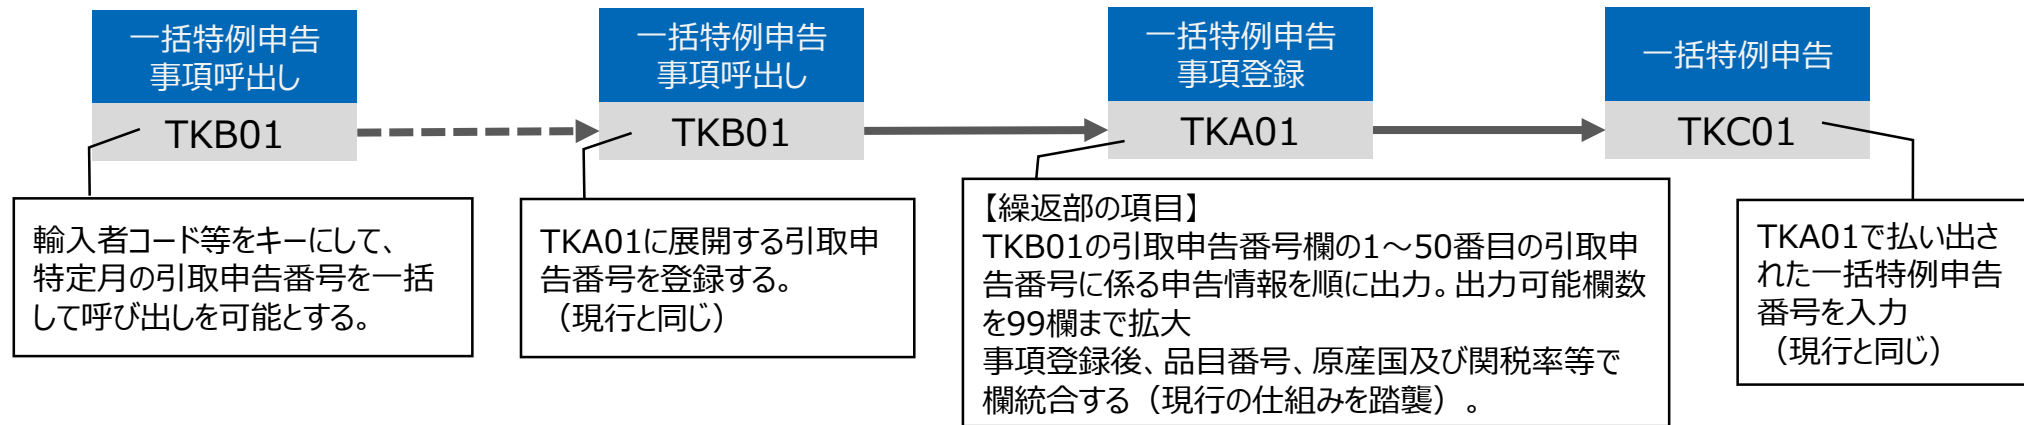 一括特例申告
事項呼出し
TKB01
輸入者コード等をキーにして、
特定月の引取申告番号を一括
して呼び出しを可能とする。
一括特例申告
事項呼出し
TKB01
TKA01に展開する引取申
告番号を登録する。
（現行と同じ）
一括特例申告
事項登録
TKA01
【繰返部の項目】
TKB01の引取申告番号欄の1～50番目の引取申
告番号に係る申告情報を順に出力。出力可能欄数
を99欄まで拡大
事項登録後、品目番号、原産国及び関税率等で
欄統合する（現行の仕組みを踏襲）。
一括特例申告
TKC01
TKA01で払い出さ
れた一括特例申告
番号を入力
（現行と同じ）